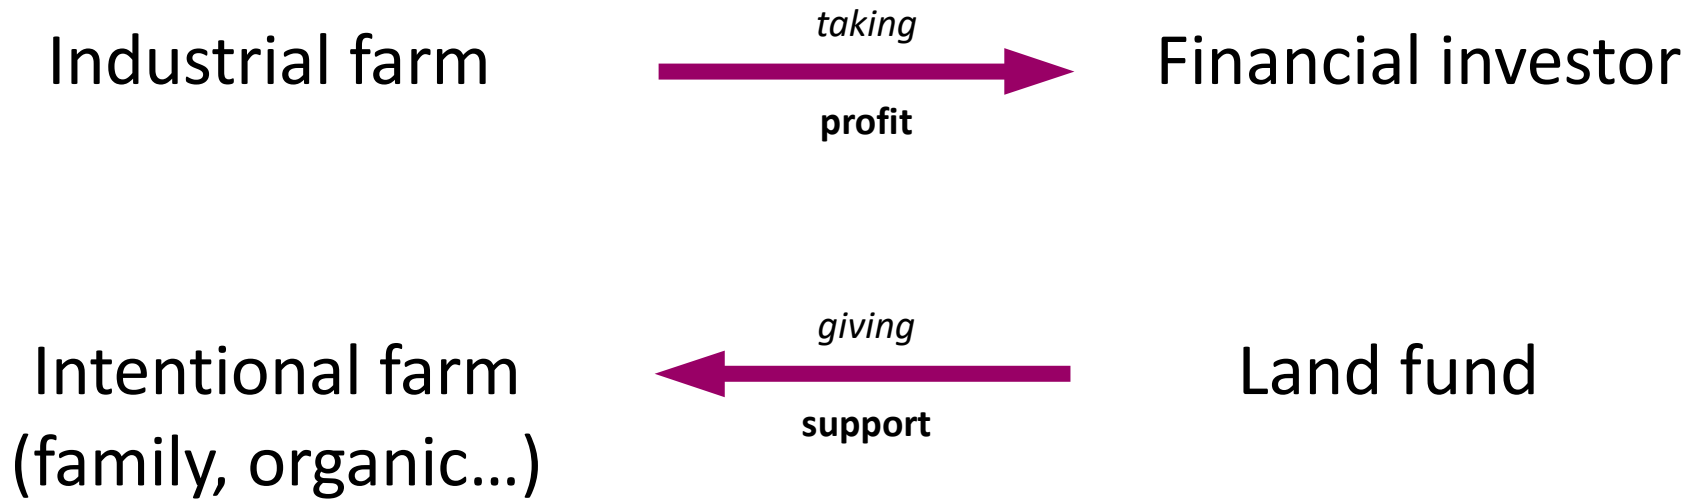 taking
Industrial farm
Financial investor
profit
giving
Intentional farm
Land fund
support
(family, organic…)